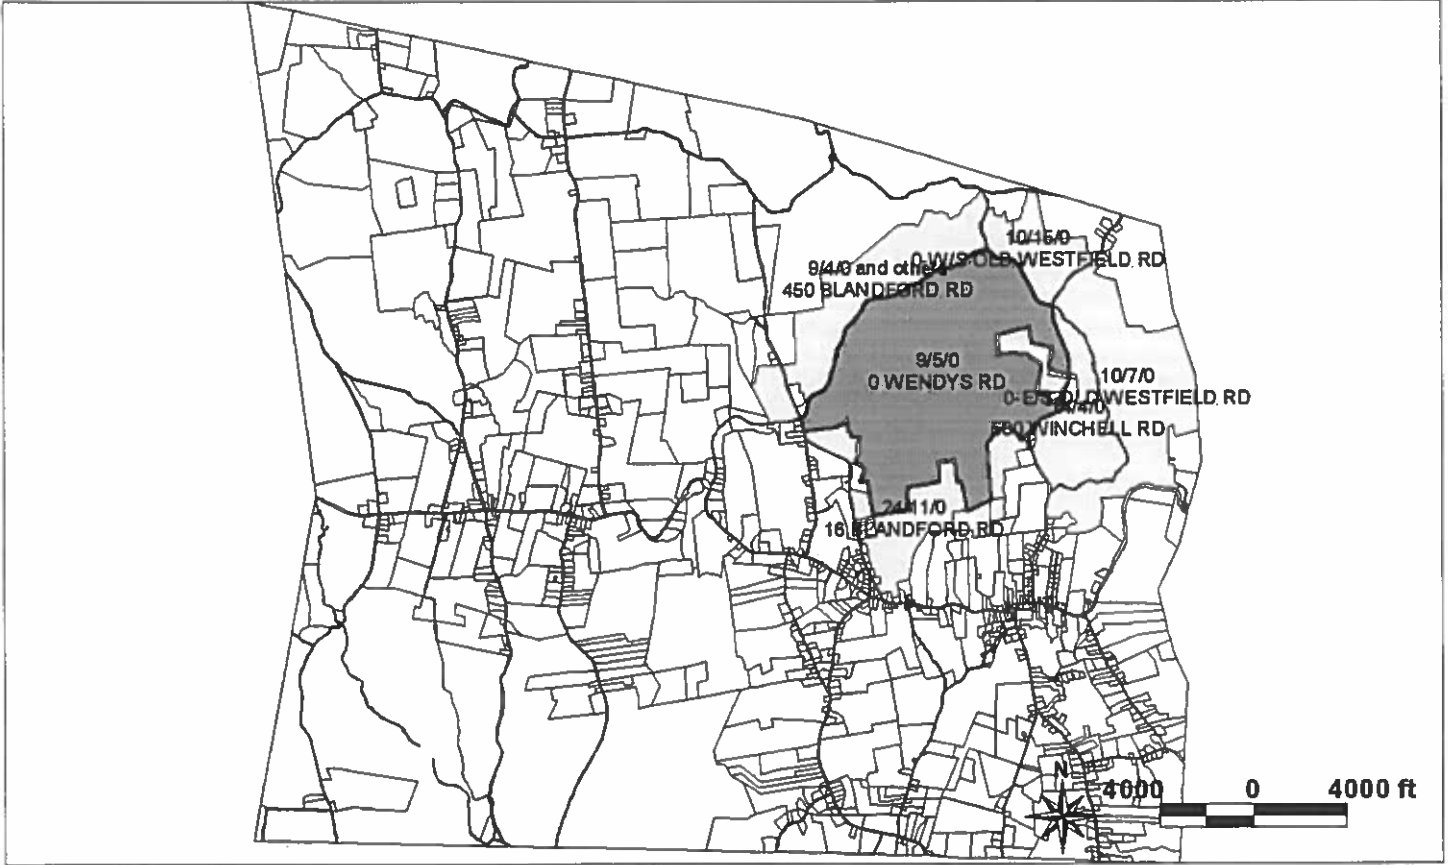 10/15/0
0 W/S OLD WESTFIELD RD
9/4/0 and others
450 BLANDFORD RD
9/5/0
0 WENDYS RD
10/7/0
0 E/S OLD WESTFIELD RD
WINCHELL RD
24/11/0
16 BLANDFORD RD
N
4000 0 4000 ft